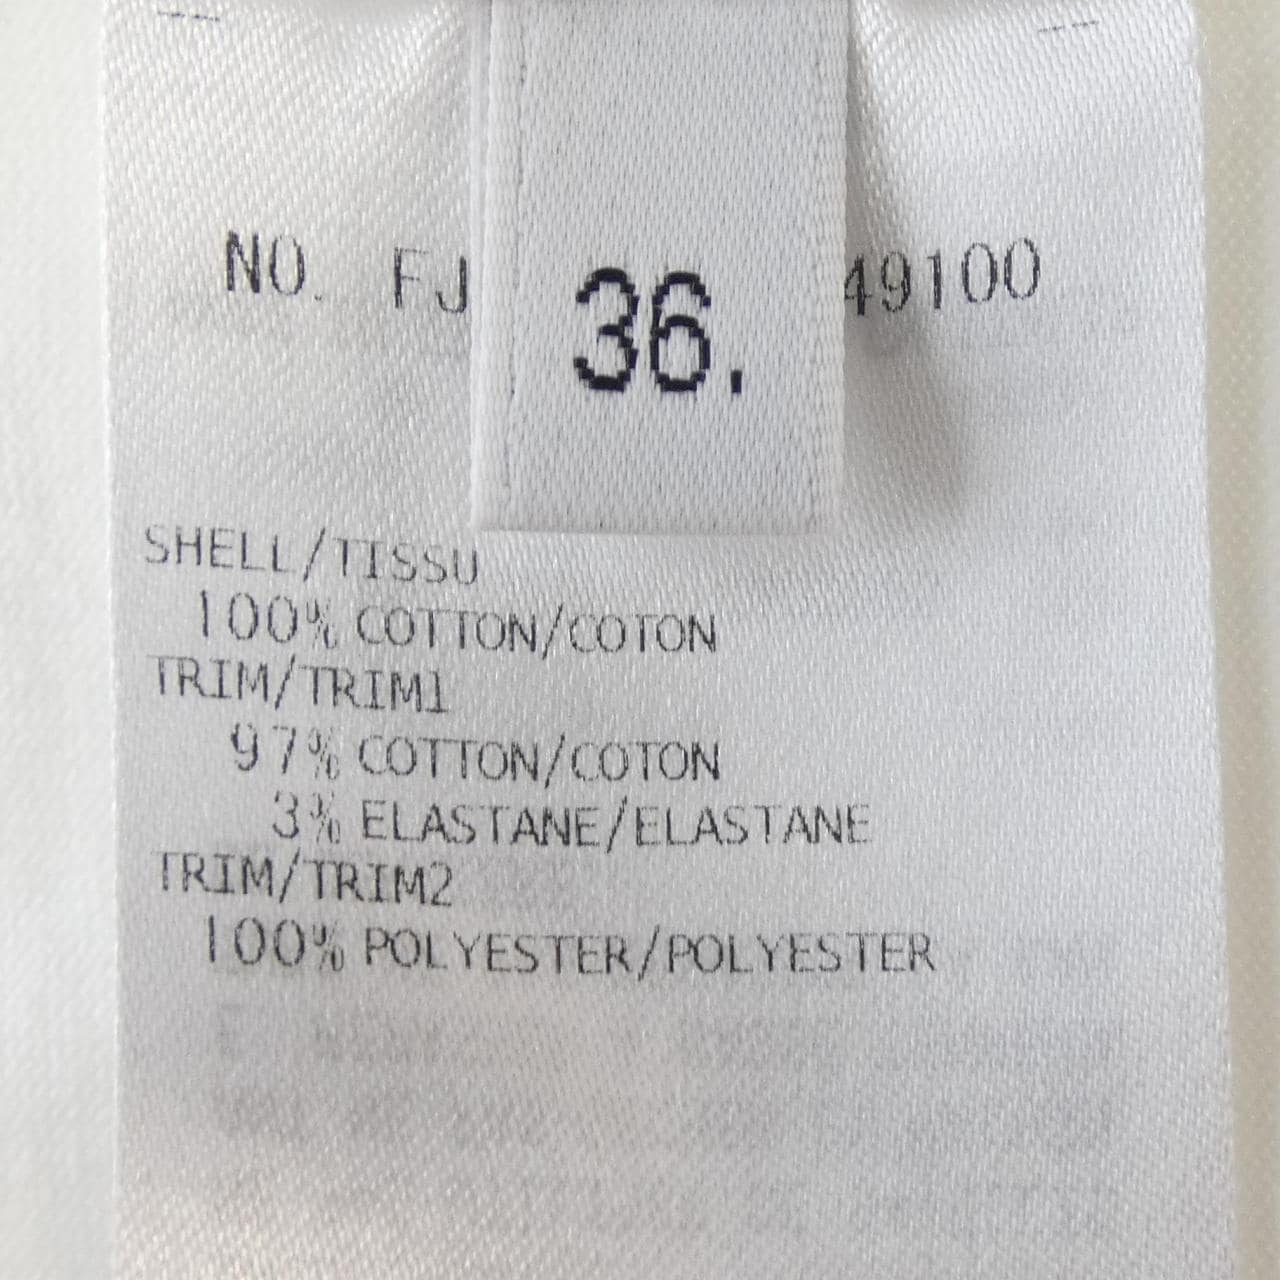 NO. FJ 49100
36.
SHELL/TISSU
100% COTTON/COTON
TRIM/TRIM1
97% COTTON/COTON
3% ELASTANE/ELASTANE
TRIM/TRIM2
100% POLYESTER/POLYESTER